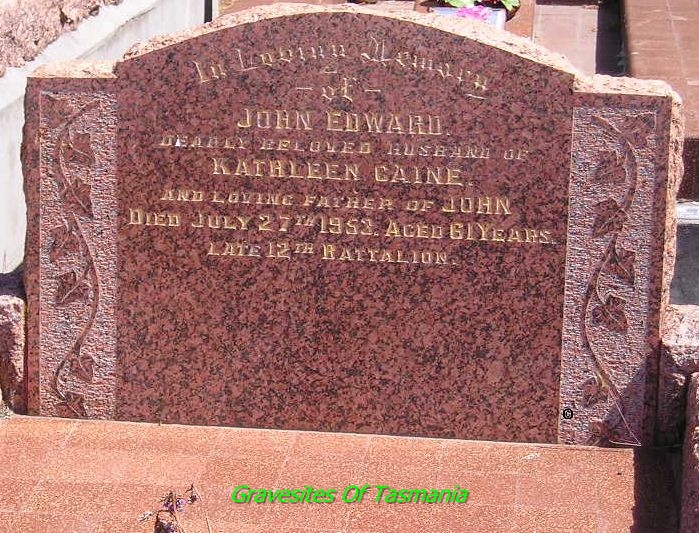 In Loving Memory
- of -
JOHN EDWARD.
DEARLY BELOVED HUSBAND OF
KATHLEEN CAINE.
AND LOVING FATHER OF JOHN
DIED JULY 27TH 1953. AGED 61 YEARS.
LATE 12TH BATTALION.
©
Gravesites Of Tasmania